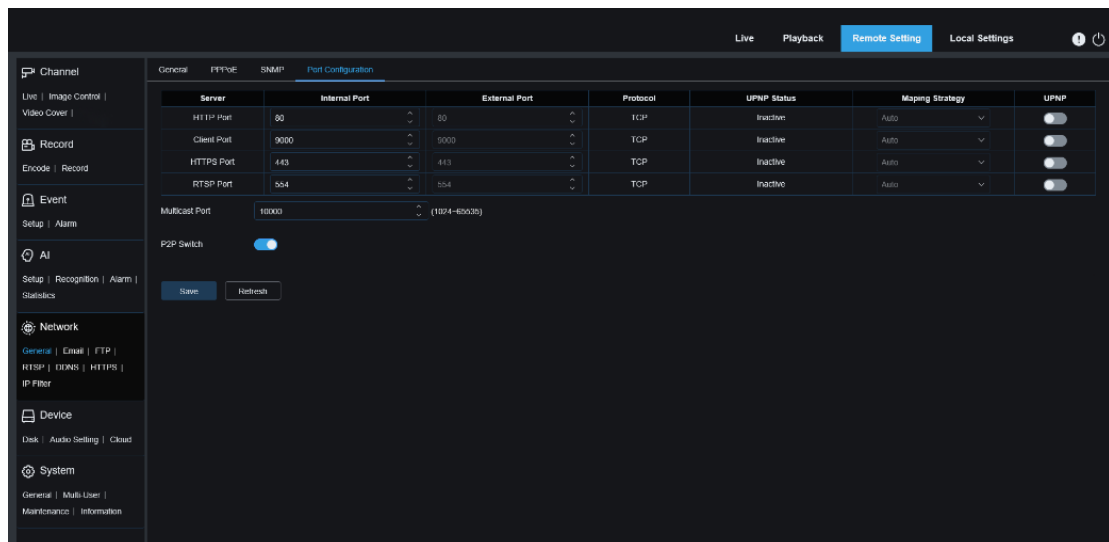 Live Playback Remote Setting Local Settings
Channel
Live | Image Control |
Video Cover |
Record
Encode | Record
Event
Setup | Alarm
AI
Setup | Recognition | Alarm |
Statistics
Network
General | Email | FTP |
RTSP | DDNS | HTTPS |
IP Filter
Device
Disk | Audio Setting | Cloud
System
General | Multi-User |
Maintenance | Information
General PPPoE SNMP Port Configuration
Server Internal Port External Port Protocol UPNP Status Maping Strategy UPNP
HTTP Port 80 80 TCP Inactive Auto
Client Port 9000 9000 TCP Inactive Auto
HTTPS Port 443 443 TCP Inactive Auto
RTSP Port 554 554 TCP Inactive Auto
Multicast Port 10000 (1024~65535)
P2P Switch
Save Refresh